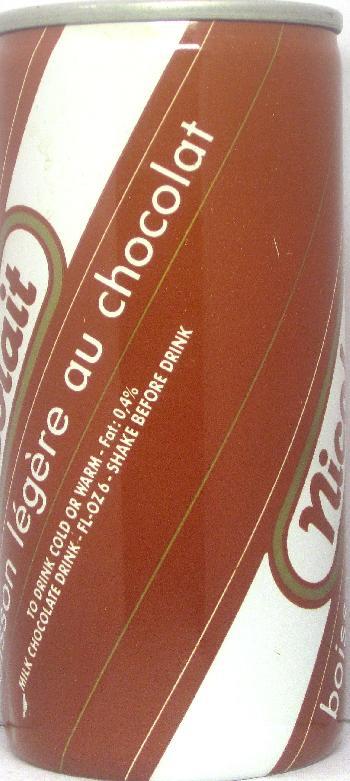 légère au chocolat
TO DRINK COLD OR WARM - Fat: 0,4%
MILK CHOCOLATE DRINK - FL-OZ 6 - SHAKE BEFORE DRINK